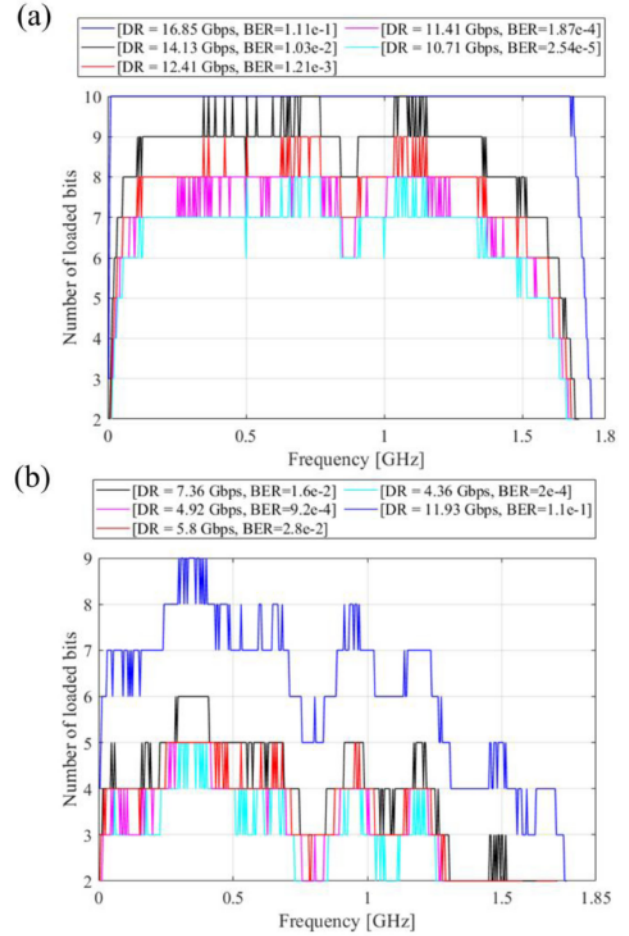 (a)
[DR = 16.85 Gbps, BER=1.11e-1] [DR = 11.41 Gbps, BER=1.87e-4]
[DR = 14.13 Gbps, BER=1.03e-2] [DR = 10.71 Gbps, BER=2.54e-5]
[DR = 12.41 Gbps, BER=1.21e-3]
10
9
8
7
6
5
4
3
2
Number of loaded bits
0 0.5 1 1.5 1.8
Frequency [GHz]
(b)
[DR = 7.36 Gbps, BER=1.6e-2] [DR = 4.36 Gbps, BER=2e-4]
[DR = 4.92 Gbps, BER=9.2e-4] [DR = 11.93 Gbps, BER=1.1e-1]
[DR = 5.8 Gbps, BER=2.8e-2]
9
8
7
6
5
4
3
2
Number of loaded bits
0 0.5 1 1.5 1.85
Frequency [GHz]